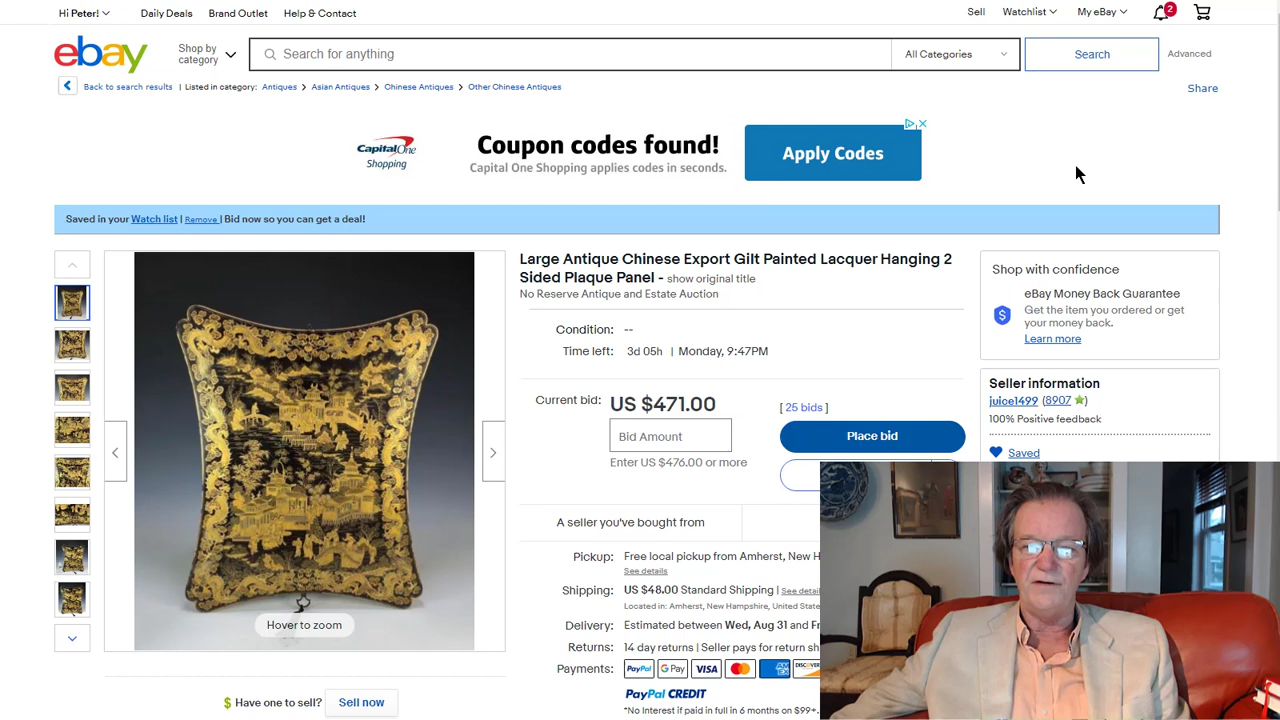 Hi Peter!
Daily Deals
Brand Outlet
Help & Contact
Sell
Watchlist
My eBay
2
ebay
Shop by category
Search for anything
All Categories
Search
Advanced
Back to search results | Listed in category: Antiques > Asian Antiques > Chinese Antiques > Other Chinese Antiques
Share
Capital One Shopping
Coupon codes found!
Capital One Shopping applies codes in seconds.
Apply Codes
Saved in your Watch list | Remove | Bid now so you can get a deal!
Large Antique Chinese Export Gilt Painted Lacquer Hanging 2
Sided Plaque Panel - show original title
No Reserve Antique and Estate Auction
Condition: --
Time left: 3d 05h | Monday, 9:47PM
Current bid: US $471.00 [ 25 bids ]
Bid Amount
Place bid
Enter US $476.00 or more
A seller you've bought from
Pickup: Free local pickup from Amherst, New H
See details
Shipping: US $48.00 Standard Shipping | See detai
Located in: Amherst, New Hampshire, United State
Delivery: Estimated between Wed, Aug 31 and Fr
Returns: 14 day returns | Seller pays for return sh
Payments: PayPal G Pay VISA DISCOV
PayPal CREDIT
*No Interest if paid in full in 6 months on $99+.
Hover to zoom
$ Have one to sell? Sell now
Shop with confidence
eBay Money Back Guarantee
Get the item you ordered or get
your money back.
Learn more
Seller information
juice1499 (8907)
100% Positive feedback
Saved